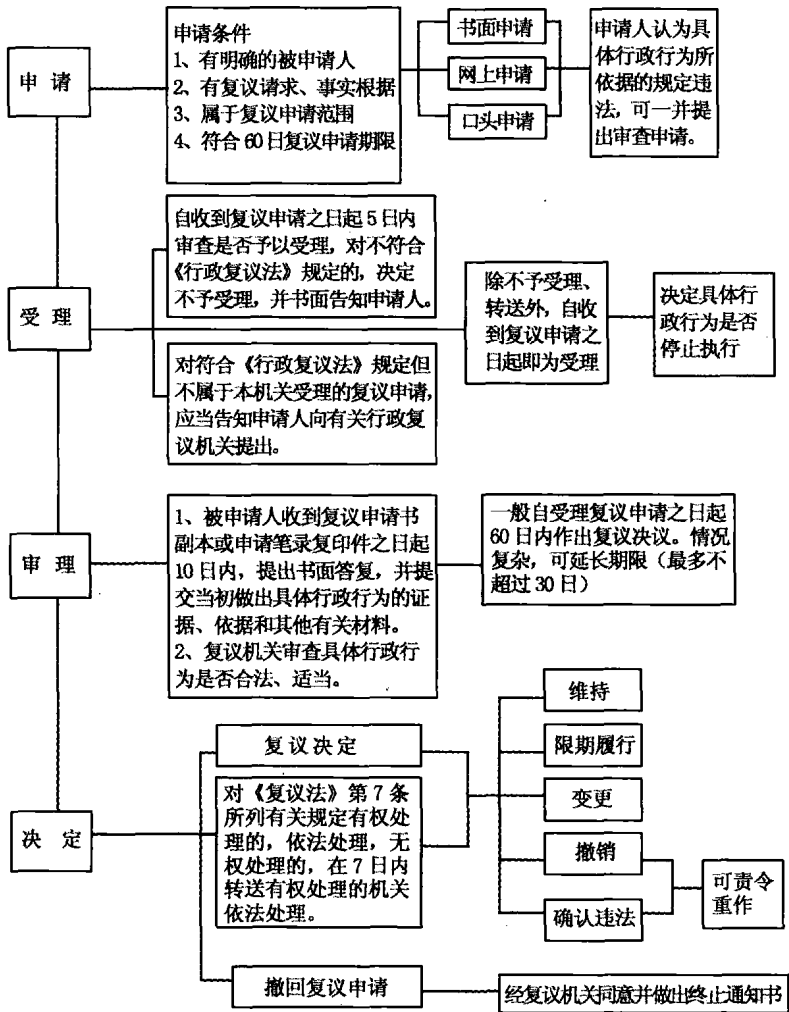 申请
申请条件
1、有明确的被申请人
2、有复议请求、事实根据
3、属于复议申请范围
4、符合60日复议申请期限
书面申请
网上申请
口头申请
申请人认为具
体行政行为所
依据的规定违
法，可一并提
出审查申请。
受理
自收到复议申请之日起5日内
审查是否予以受理，对不符合
《行政复议法》规定的，决定
不予受理，并书面告知申请人。
对符合《行政复议法》规定但
不属于本机关受理的复议申请，
应当告知申请人向有关行政复
议机关提出。
除不予受理、
转送外，自收
到复议申请之
日起即为受理
决定具体行
政行为是否
停止执行
审理
1、被申请人收到复议申请书
副本或申请笔录复印件之日起
10日内，提出书面答复，并提
交当初做出具体行政行为的证
据、依据和其他有关材料。
2、复议机关审查具体行政行
为是否合法、适当。
一般自受理复议申请之日起
60日内作出复议决议。情况
复杂，可延长期限（最多不
超过30日）
决定
复议决定
对《复议法》第7条
所列有关规定有权处
理的，依法处理，无
权处理的，在7日内
转送有权处理的机关
依法处理。
维持
限期履行
变更
撤销
确认违法
可责令
重作
撤回复议申请
经复议机关同意并做出终止通知书